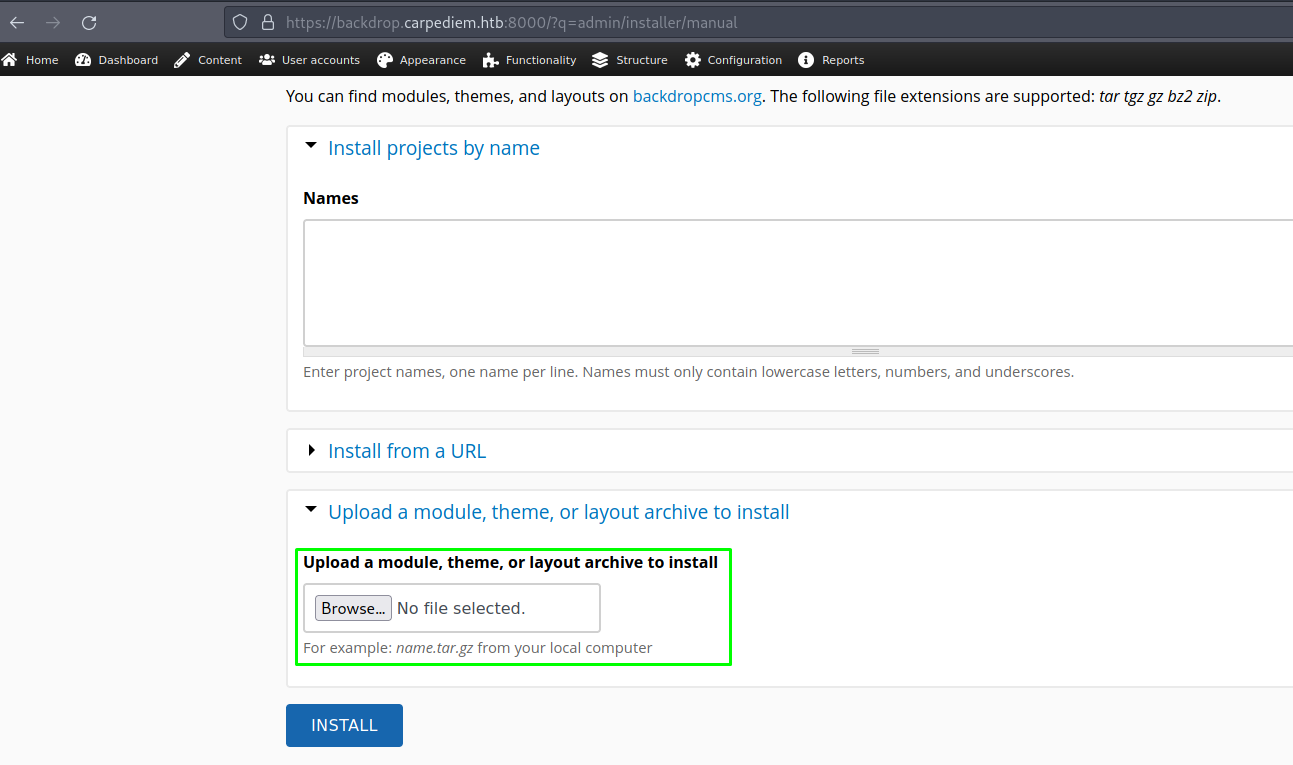 https://backdrop.carpediem.htb:8000/?q=admin/installer/manual
Home Dashboard Content User accounts Appearance Functionality Structure Configuration Reports
You can find modules, themes, and layouts on backdropcms.org. The following file extensions are supported: tar tgz gz bz2 zip.
Install projects by name
Names
Enter project names, one name per line. Names must only contain lowercase letters, numbers, and underscores.
Install from a URL
Upload a module, theme, or layout archive to install
Upload a module, theme, or layout archive to install
Browse... No file selected.
For example: name.tar.gz from your local computer
INSTALL